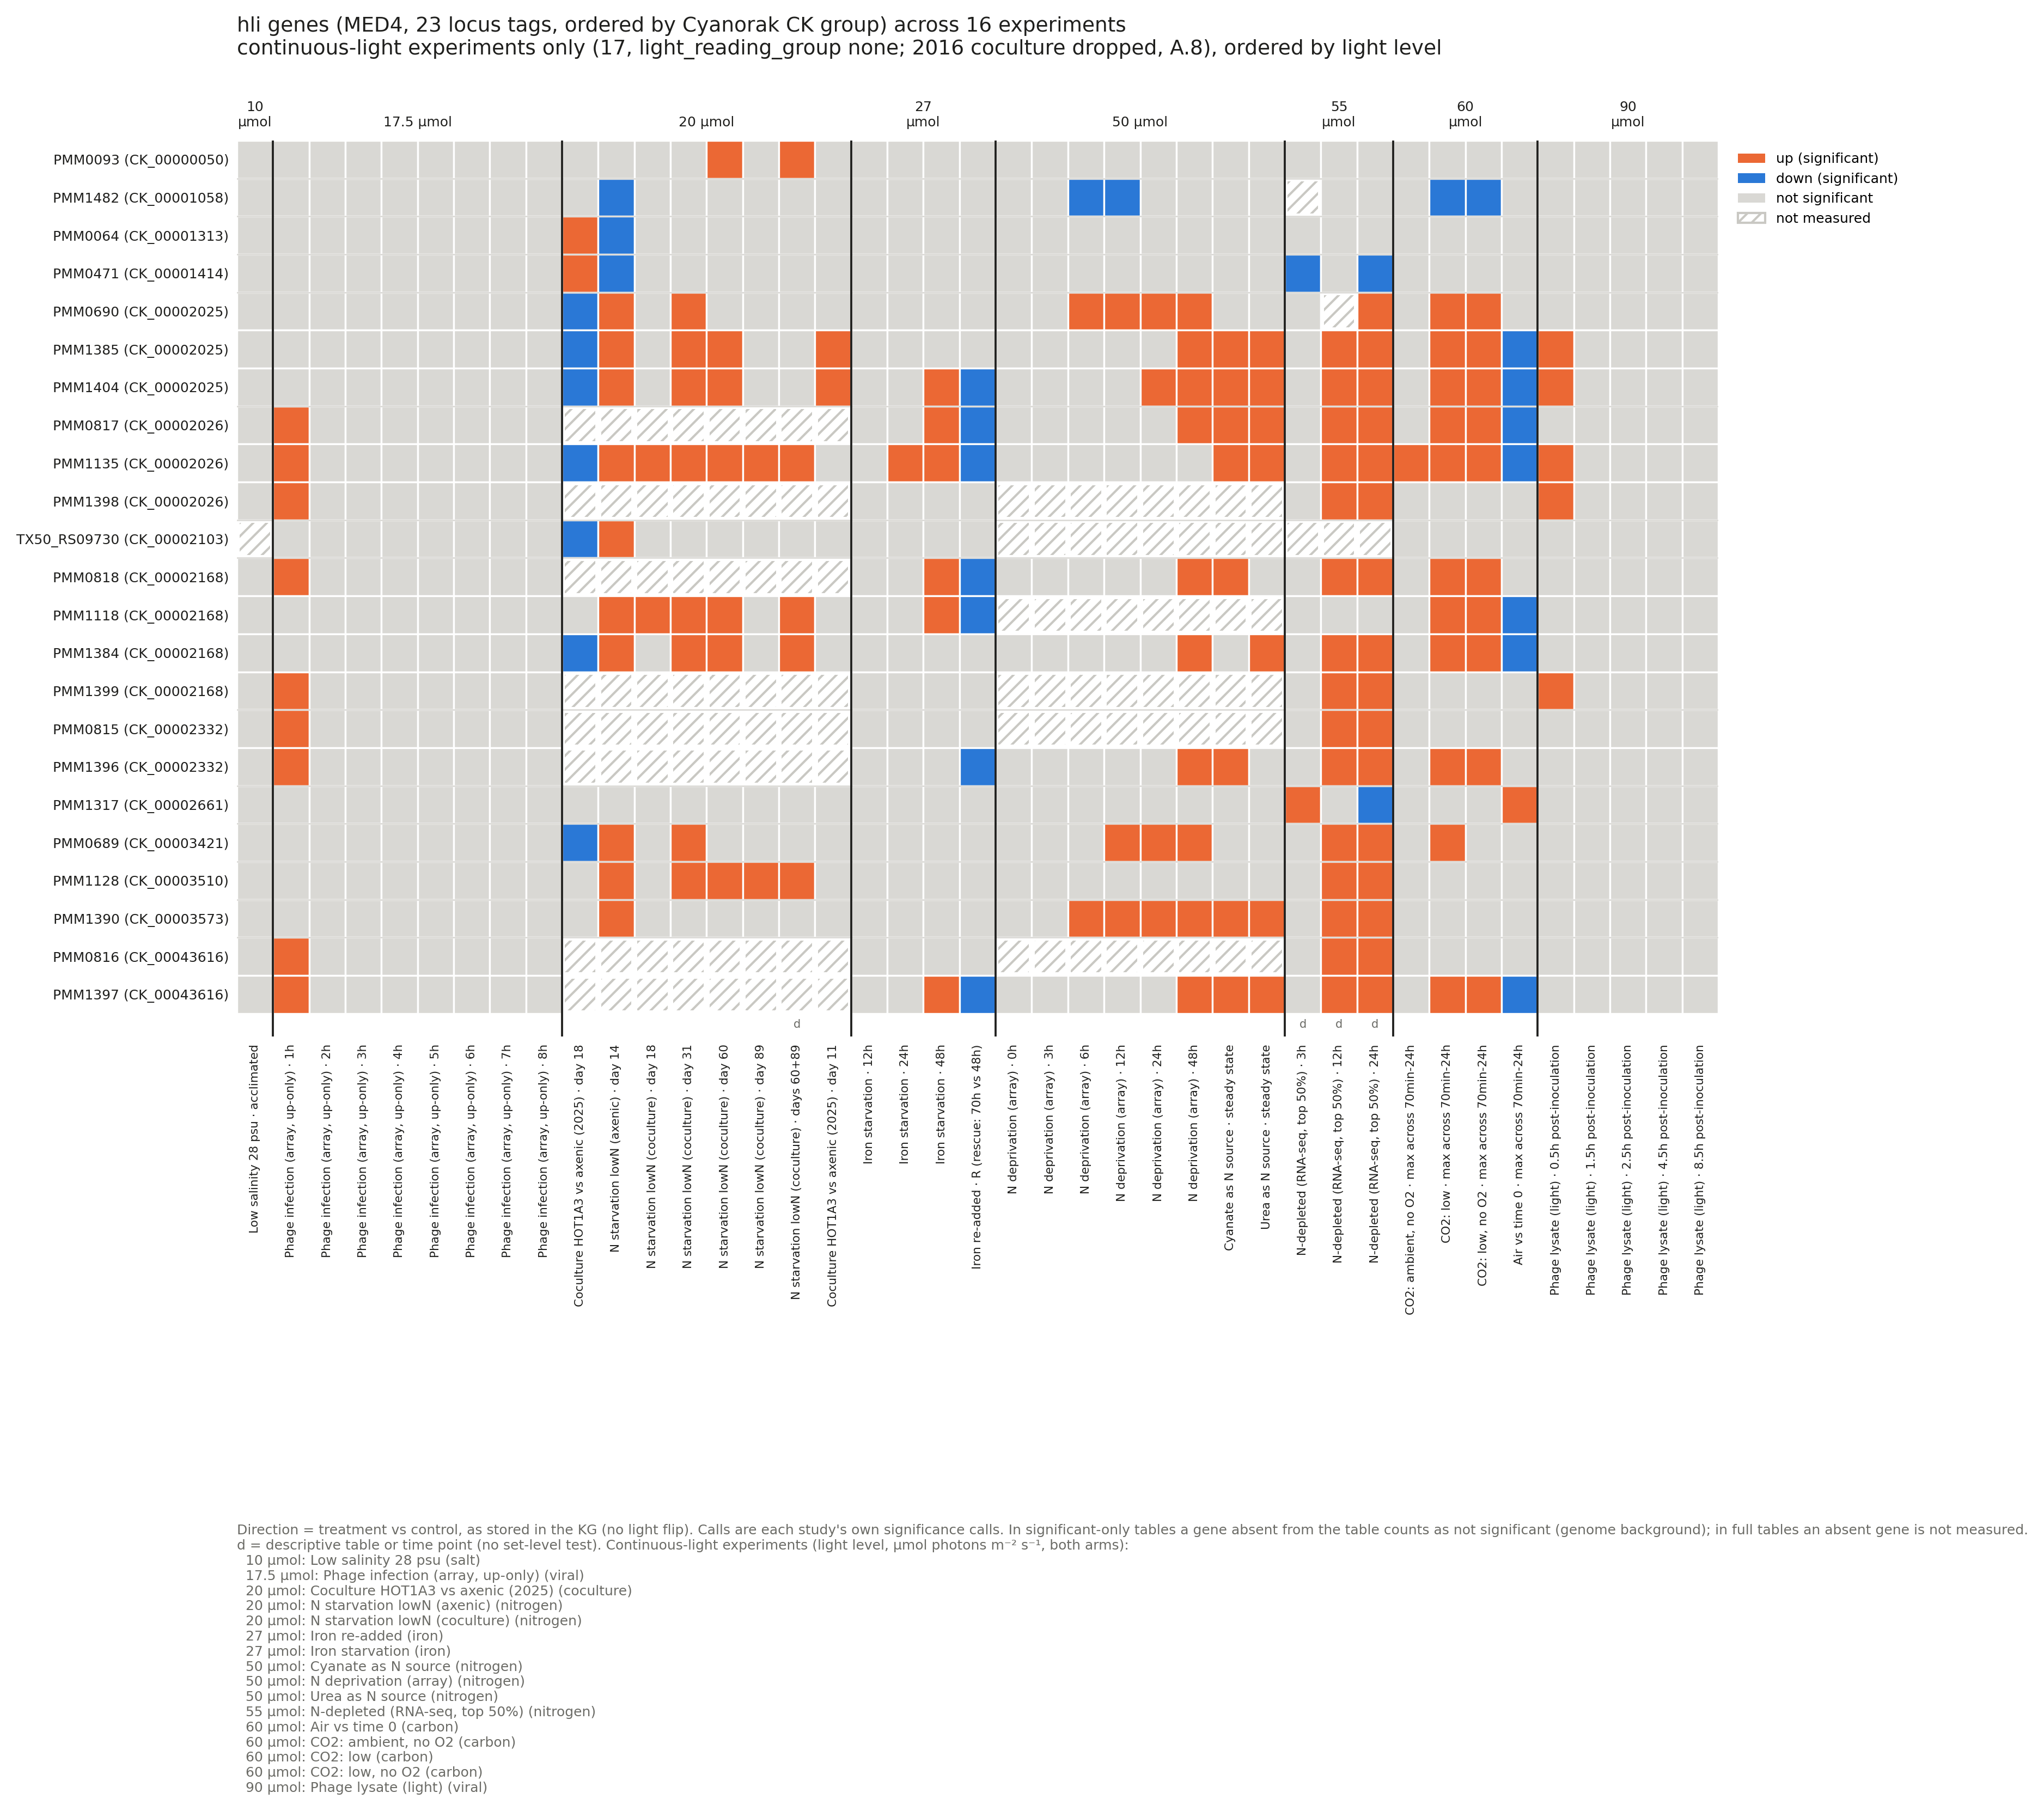 hli genes (MED4, 23 locus tags, ordered by Cyanorak CK group) across 16 experiments
continuous-light experiments only (17, light_reading_group none; 2016 coculture dropped, A.8), ordered by light level
10 µmol
17.5 µmol
20 µmol
27 µmol
50 µmol
55 µmol
60 µmol
90 µmol
PMM0093 (CK_00000050)
PMM1482 (CK_00001058)
PMM0064 (CK_00001313)
PMM0471 (CK_00001414)
PMM0690 (CK_00002025)
PMM1385 (CK_00002025)
PMM1404 (CK_00002025)
PMM0817 (CK_00002026)
PMM1135 (CK_00002026)
PMM1398 (CK_00002026)
TX50_RS09730 (CK_00002103)
PMM0818 (CK_00002168)
PMM1118 (CK_00002168)
PMM1384 (CK_00002168)
PMM1399 (CK_00002168)
PMM0815 (CK_00002332)
PMM1396 (CK_00002332)
PMM1317 (CK_00002661)
PMM0689 (CK_00003421)
PMM1128 (CK_00003510)
PMM1390 (CK_00003573)
PMM0816 (CK_00043616)
PMM1397 (CK_00043616)
up (significant)
down (significant)
not significant
not measured
d
d
d
d
Low salinity 28 psu · acclimated
Phage infection (array, up-only) · 1h
Phage infection (array, up-only) · 2h
Phage infection (array, up-only) · 3h
Phage infection (array, up-only) · 4h
Phage infection (array, up-only) · 5h
Phage infection (array, up-only) · 6h
Phage infection (array, up-only) · 7h
Phage infection (array, up-only) · 8h
Coculture HOT1A3 vs axenic (2025) · day 18
N starvation lowN (axenic) · day 14
N starvation lowN (coculture) · day 18
N starvation lowN (coculture) · day 31
N starvation lowN (coculture) · day 60
N starvation lowN (coculture) · day 89
N starvation lowN (coculture) · days 60+89
Coculture HOT1A3 vs axenic (2025) · day 11
Iron starvation · 12h
Iron starvation · 24h
Iron starvation · 48h
Iron re-added · R (rescue: 70h vs 48h)
N deprivation (array) · 0h
N deprivation (array) · 3h
N deprivation (array) · 6h
N deprivation (array) · 12h
N deprivation (array) · 24h
N deprivation (array) · 48h
Cyanate as N source · steady state
Urea as N source · steady state
N-depleted (RNA-seq, top 50%) · 3h
N-depleted (RNA-seq, top 50%) · 12h
N-depleted (RNA-seq, top 50%) · 24h
CO2: ambient, no O2 · max across 70min-24h
CO2: low · max across 70min-24h
CO2: low, no O2 · max across 70min-24h
Air vs time 0 · max across 70min-24h
Phage lysate (light) · 0.5h post-inoculation
Phage lysate (light) · 1.5h post-inoculation
Phage lysate (light) · 2.5h post-inoculation
Phage lysate (light) · 4.5h post-inoculation
Phage lysate (light) · 8.5h post-inoculation
Direction = treatment vs control, as stored in the KG (no light flip). Calls are each study's own significance calls. In significant-only tables a gene absent from the table counts as not significant (genome background); in full tables an absent gene is not measured.
d = descriptive table or time point (no set-level test). Continuous-light experiments (light level, µmol photons m⁻² s⁻¹, both arms):
10 µmol: Low salinity 28 psu (salt)
17.5 µmol: Phage infection (array, up-only) (viral)
20 µmol: Coculture HOT1A3 vs axenic (2025) (coculture)
20 µmol: N starvation lowN (axenic) (nitrogen)
20 µmol: N starvation lowN (coculture) (nitrogen)
27 µmol: Iron re-added (iron)
27 µmol: Iron starvation (iron)
50 µmol: Cyanate as N source (nitrogen)
50 µmol: N deprivation (array) (nitrogen)
50 µmol: Urea as N source (nitrogen)
55 µmol: N-depleted (RNA-seq, top 50%) (nitrogen)
60 µmol: Air vs time 0 (carbon)
60 µmol: CO2: ambient, no O2 (carbon)
60 µmol: CO2: low (carbon)
60 µmol: CO2: low, no O2 (carbon)
90 µmol: Phage lysate (light) (viral)